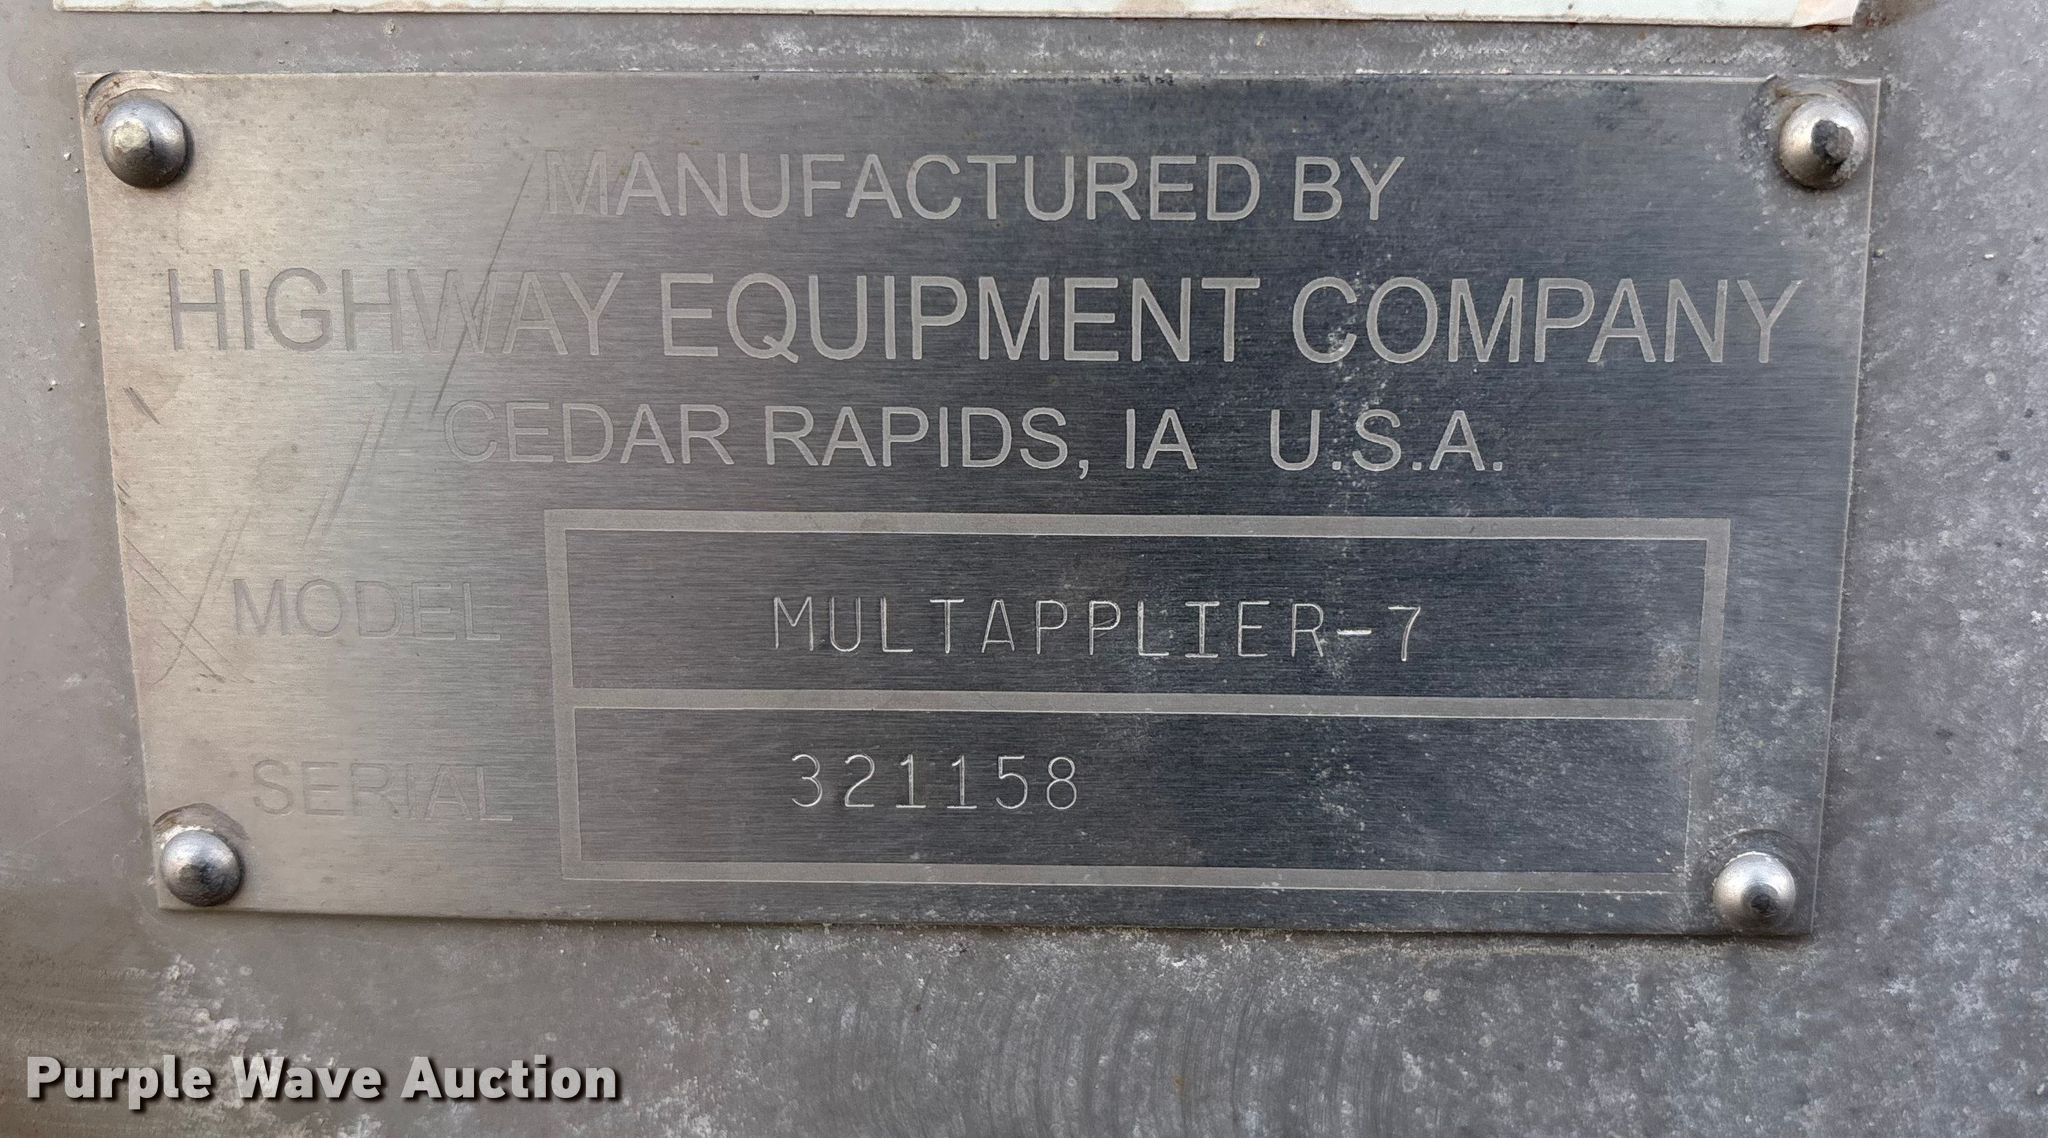 MANUFACTURED BY
HIGHWAY EQUIPMENT COMPANY
CEDAR RAPIDS, IA U.S.A.
MODEL MULTAPPLIER-7
SERIAL 321158
Purple Wave Auction